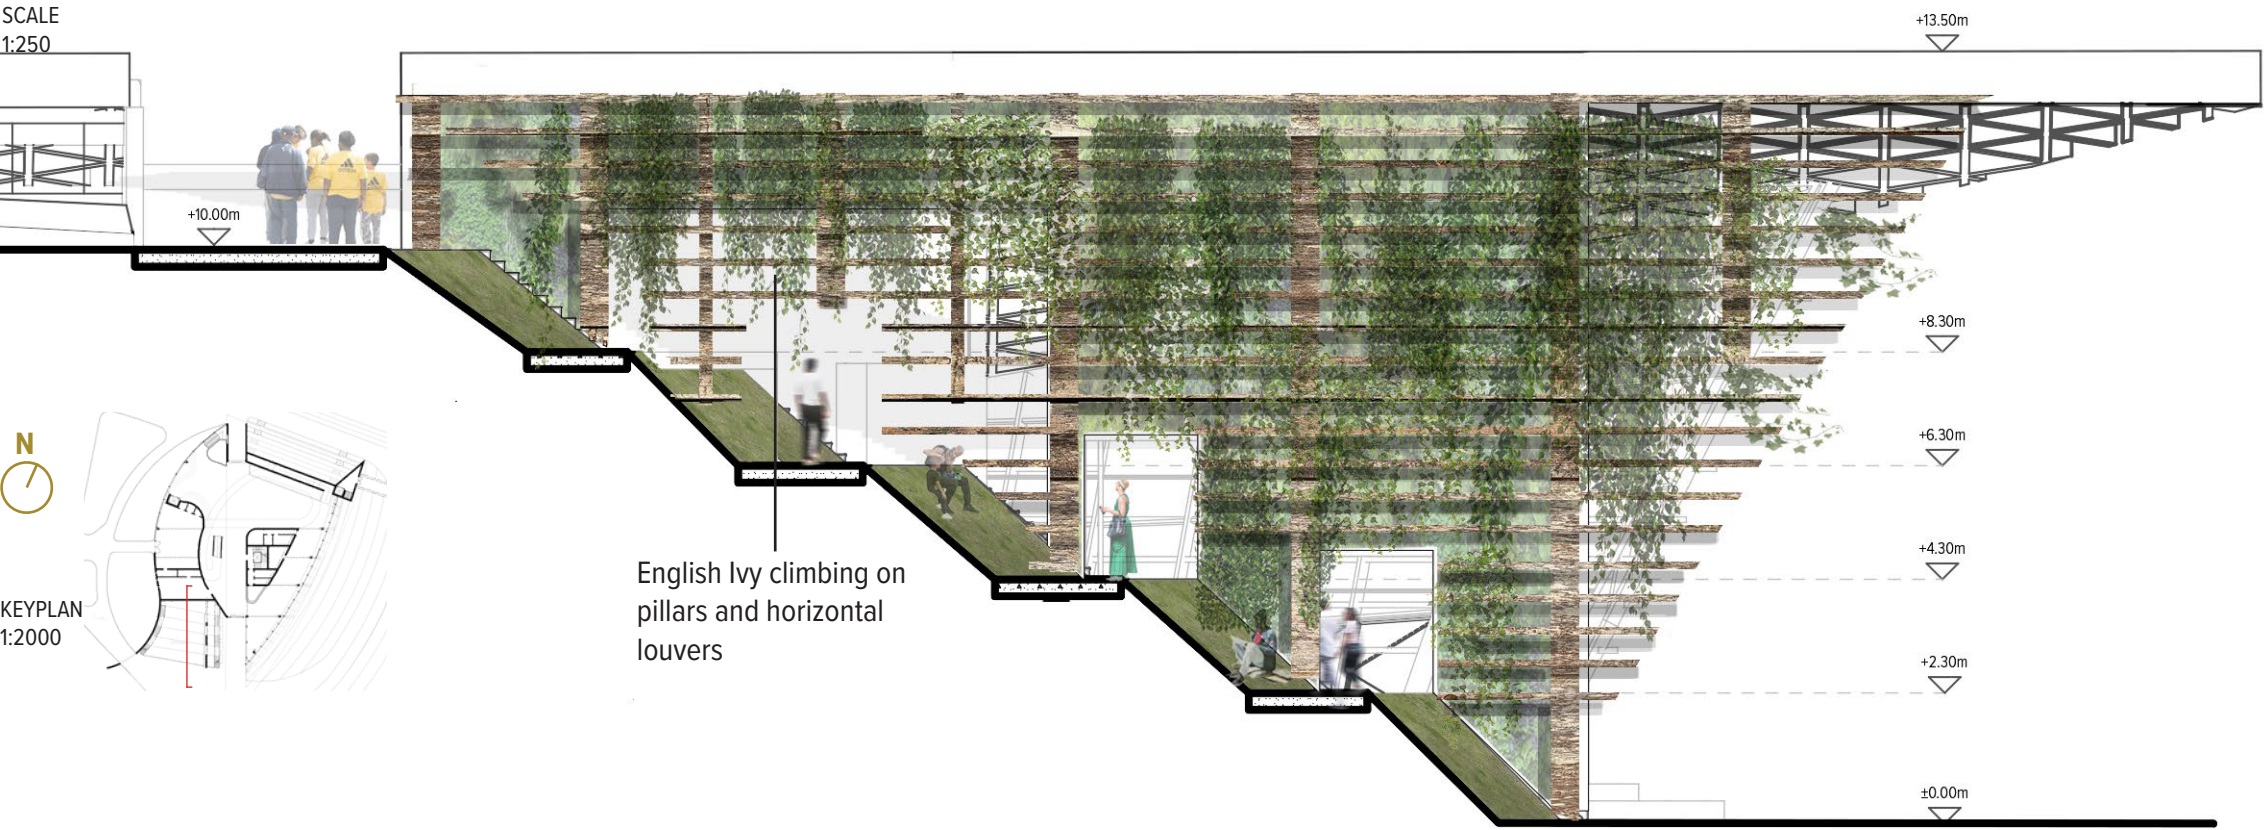 SCALE
1:250
+13.50m
+10.00m
+8.30m
+6.30m
+4.30m
+2.30m
±0.00m
N
KEYPLAN
1:2000
English Ivy climbing on
pillars and horizontal
louvers